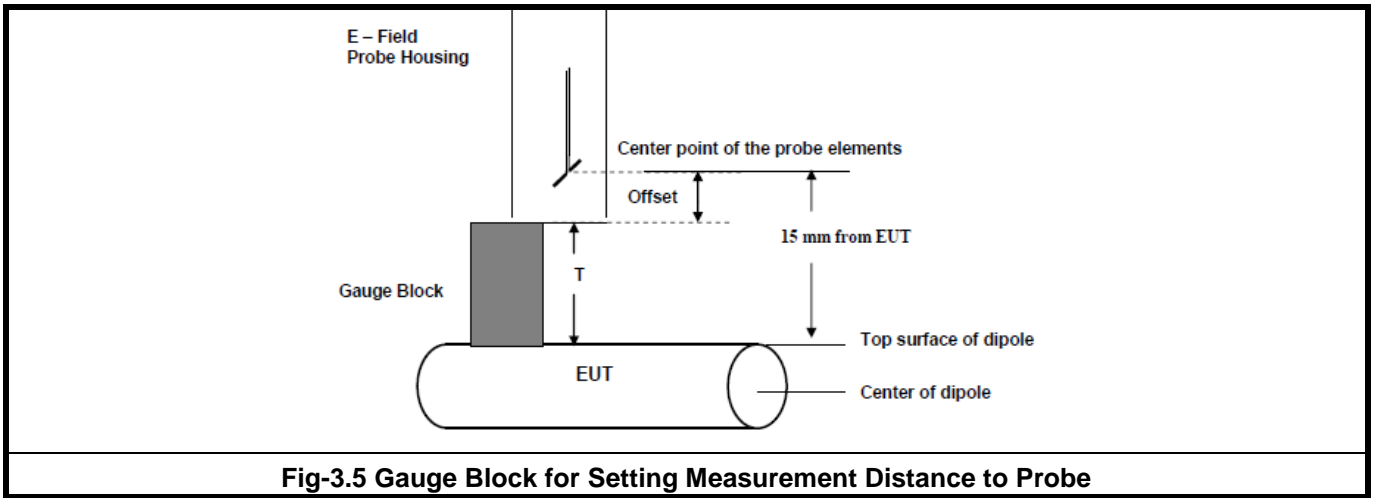 E – Field
Probe Housing
Center point of the probe elements
Offset
15 mm from EUT
T
Gauge Block
Top surface of dipole
EUT
Center of dipole
Fig-3.5 Gauge Block for Setting Measurement Distance to Probe